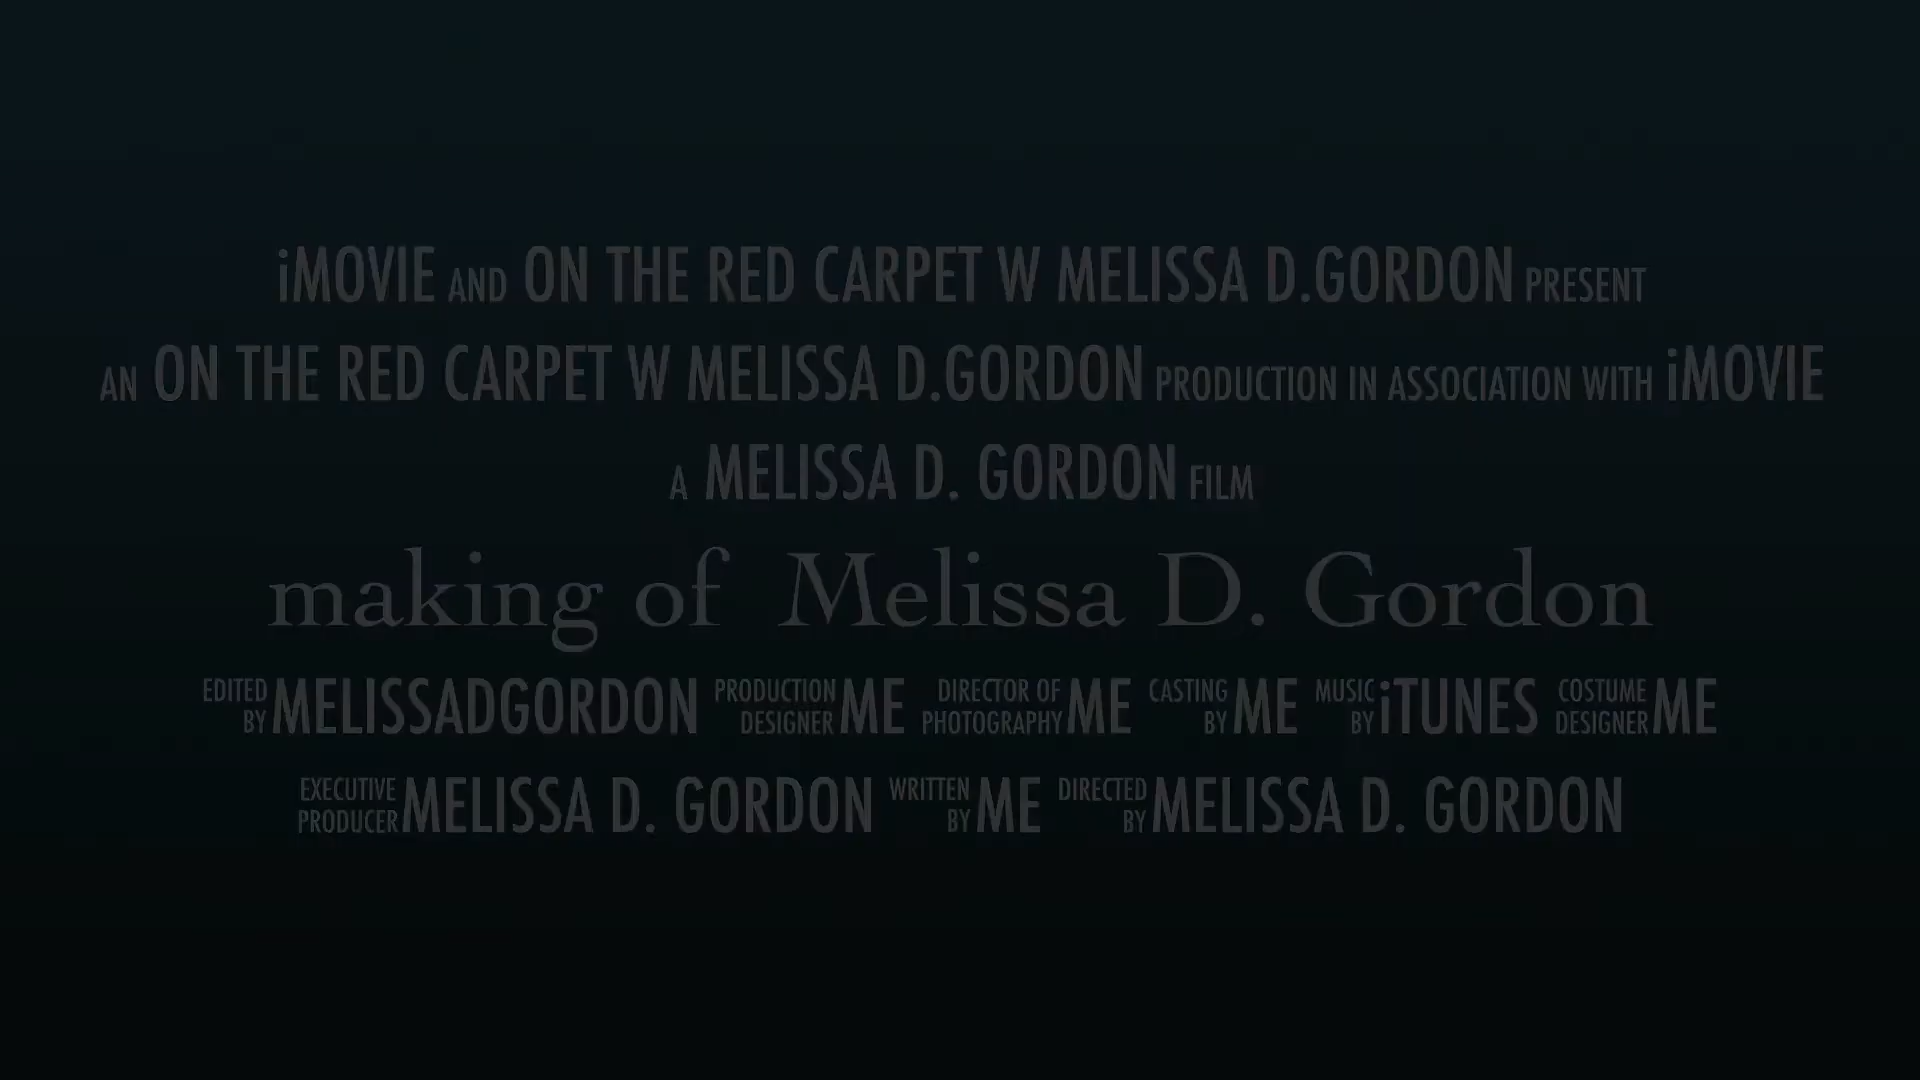 iMOVIE AND ON THE RED CARPET W MELISSA D.GORDON PRESENT
AN ON THE RED CARPET W MELISSA D.GORDON PRODUCTION IN ASSOCIATION WITH iMOVIE
A MELISSA D. GORDON FILM
making of Melissa D. Gordon
EDITED BY MELISSADGORDON PRODUCTION DESIGNER ME DIRECTOR OF PHOTOGRAPHY ME CASTING BY ME MUSIC BY iTUNES COSTUME DESIGNER ME
EXECUTIVE PRODUCER MELISSA D. GORDON WRITTEN BY ME DIRECTED BY MELISSA D. GORDON